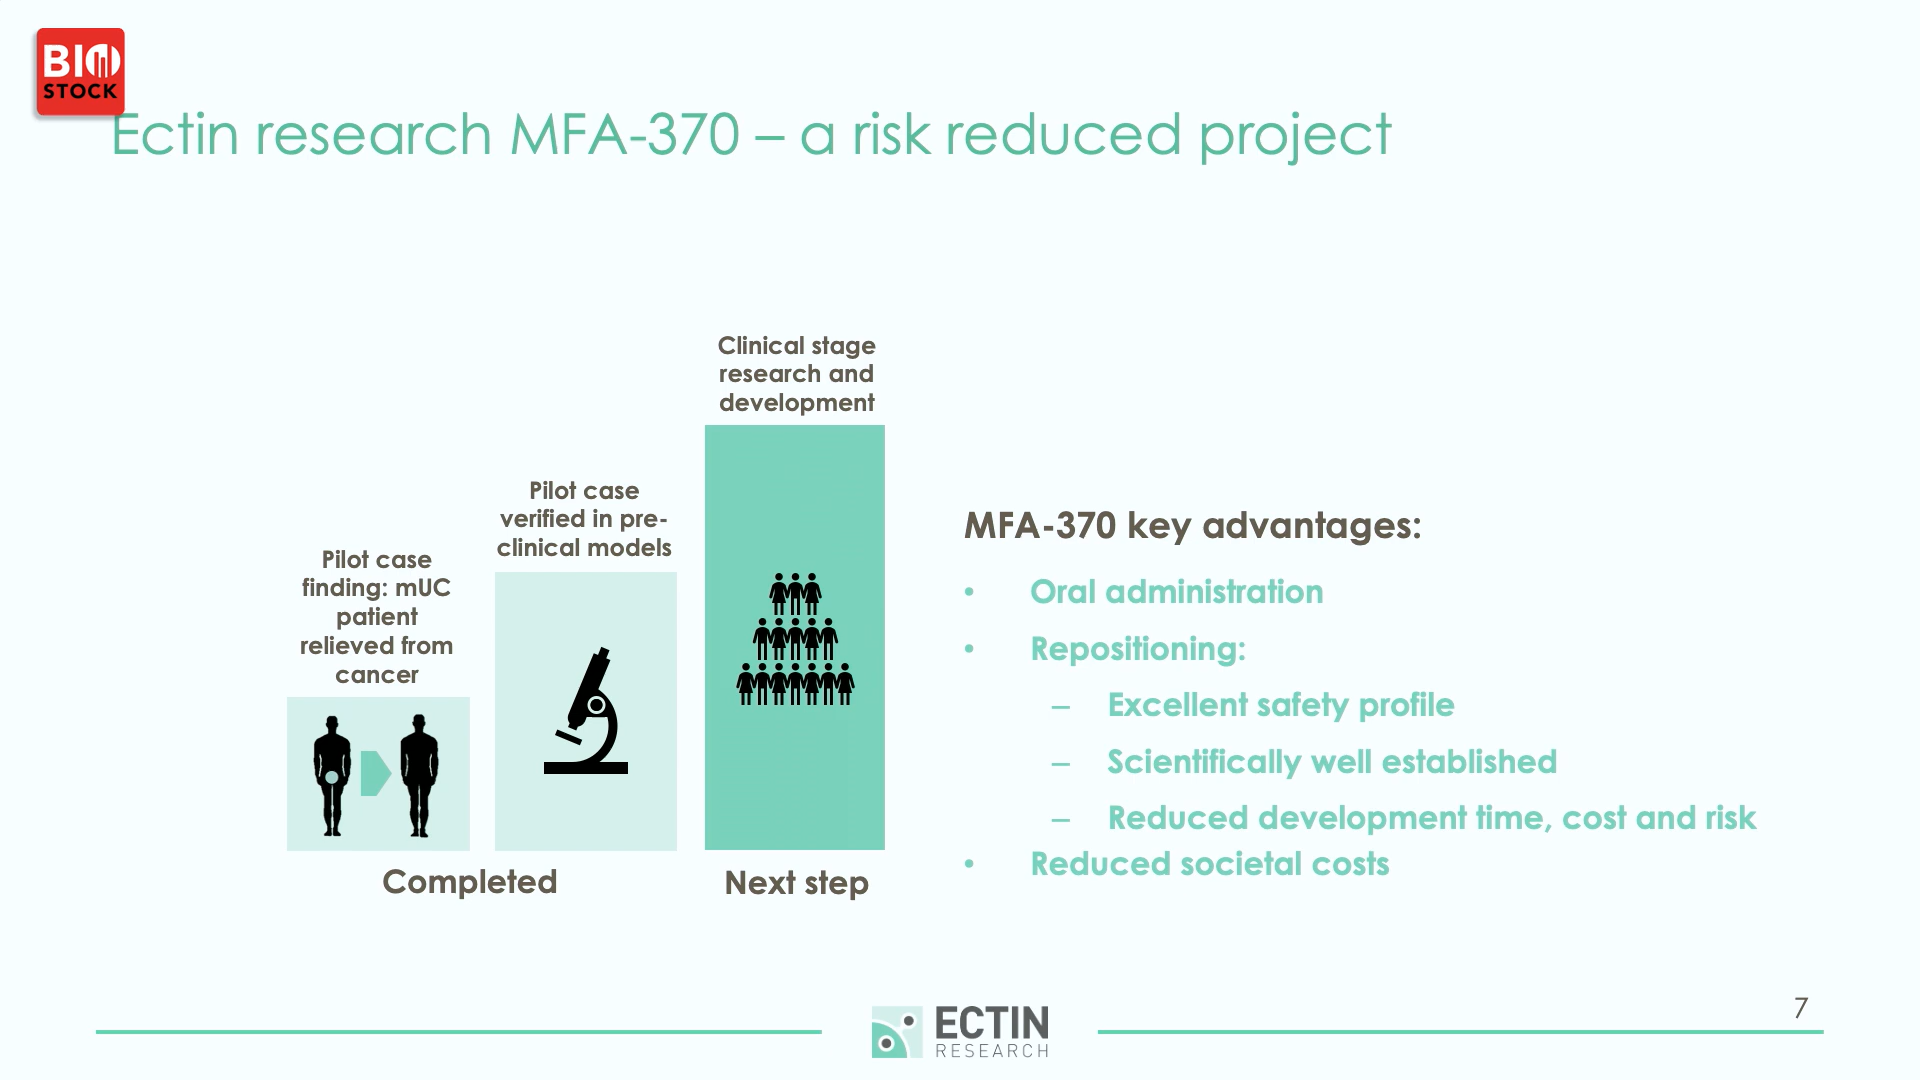 BIO
STOCK
Ectin research MFA-370 – a risk reduced project
Clinical stage
research and
development
Pilot case
verified in pre-
clinical models
Pilot case
finding: mUC
patient
relieved from
cancer
Completed
Next step
MFA-370 key advantages:
• Oral administration
• Repositioning:
– Excellent safety profile
– Scientifically well established
– Reduced development time, cost and risk
• Reduced societal costs
ECTIN
RESEARCH
7